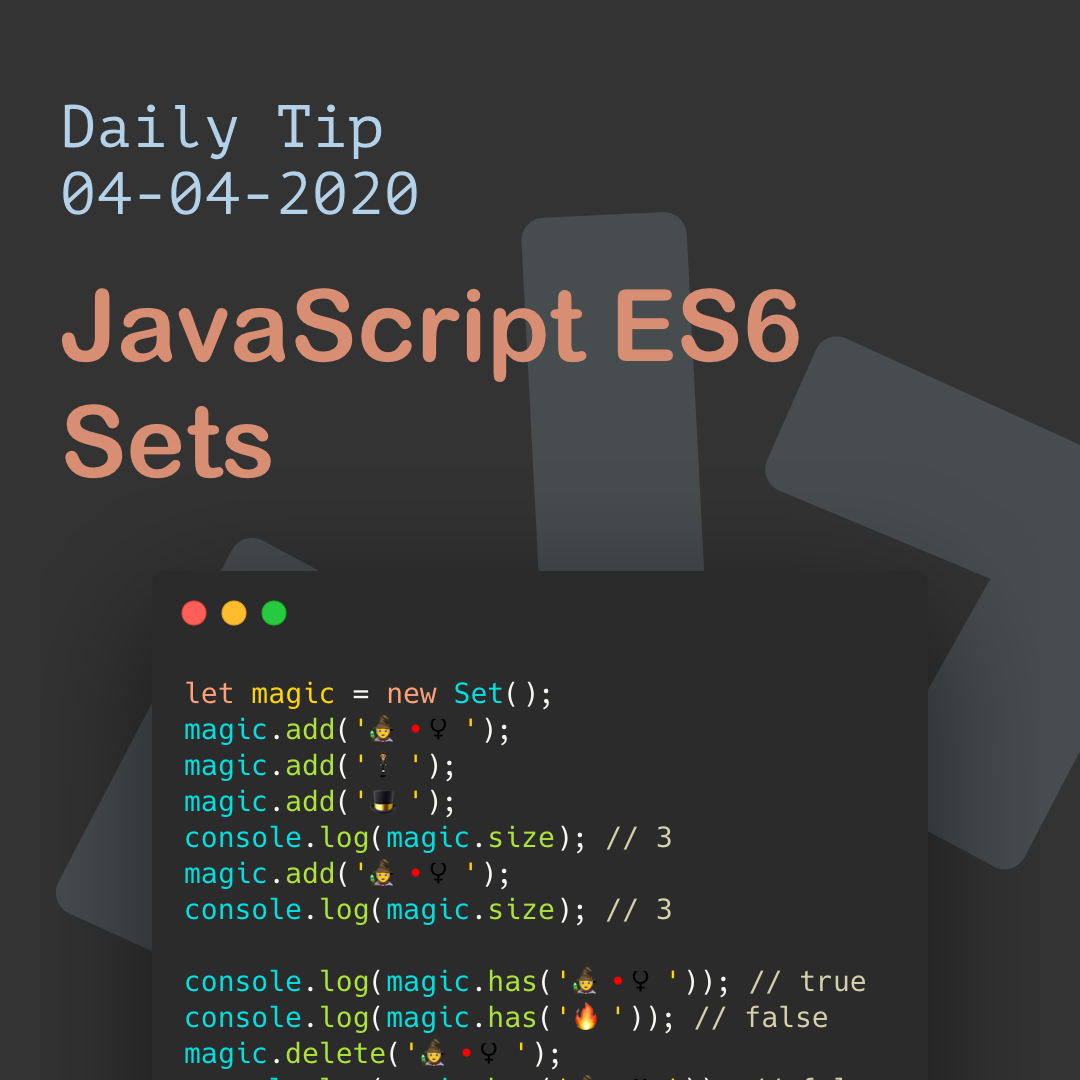 Daily Tip
04-04-2020
JavaScript ES6
Sets
let magic = new Set();
magic.add('🧙•♀ ');
magic.add('🕯 ');
magic.add('🎩 ');
console.log(magic.size); // 3
magic.add('🧙•♀ ');
console.log(magic.size); // 3
console.log(magic.has('🧙•♀ ')); // true
console.log(magic.has('🔥 ')); // false
magic.delete('🧙•♀ ');